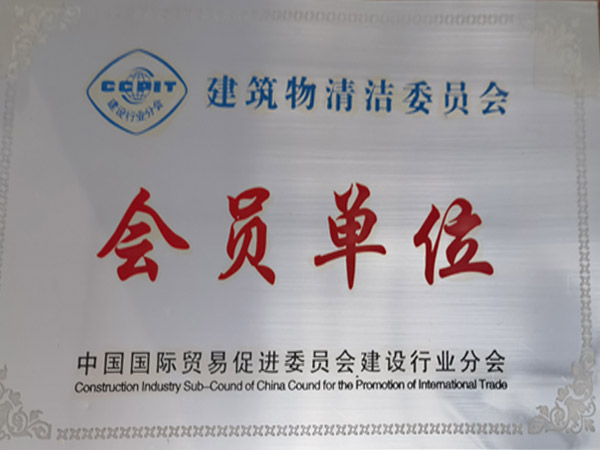 CCPIT
建设行业分会
建筑物清洁委员会
会员单位
中国国际贸易促进委员会建设行业分会
Construction Industry Sub-Cound of China Cound for the Promotion of International Trade